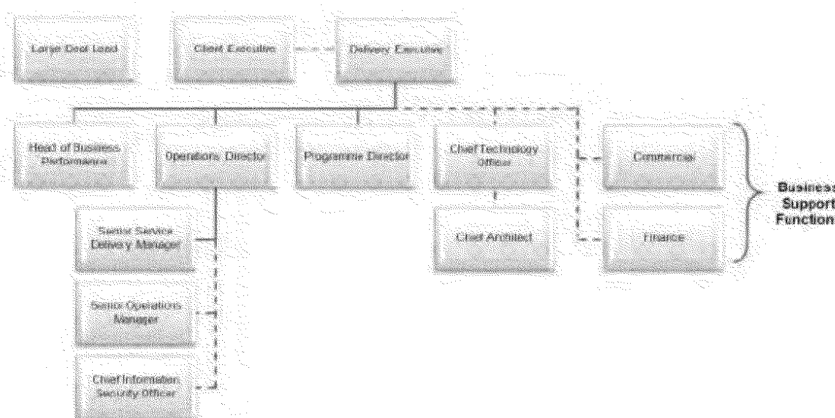 Large Deal Lead
Client Executive
Delivery Executive
Head of Business
Performance
Operations Director
Programme Director
Chief Technology
Officer
Commercial
Senior Service
Delivery Manager
Chief Architect
Finance
Business
Support
Function
Senior Operations
Manager
Chief Information
Security Officer